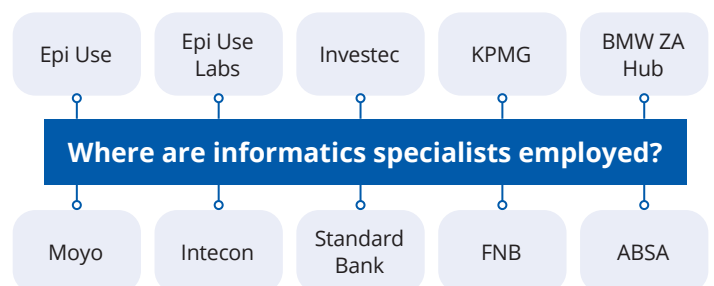 Epi Use
Epi Use
Labs
Investec
KPMG
BMW ZA
Hub
Where are informatics specialists employed?
Moyo
Intecon
Standard
Bank
FNB
ABSA